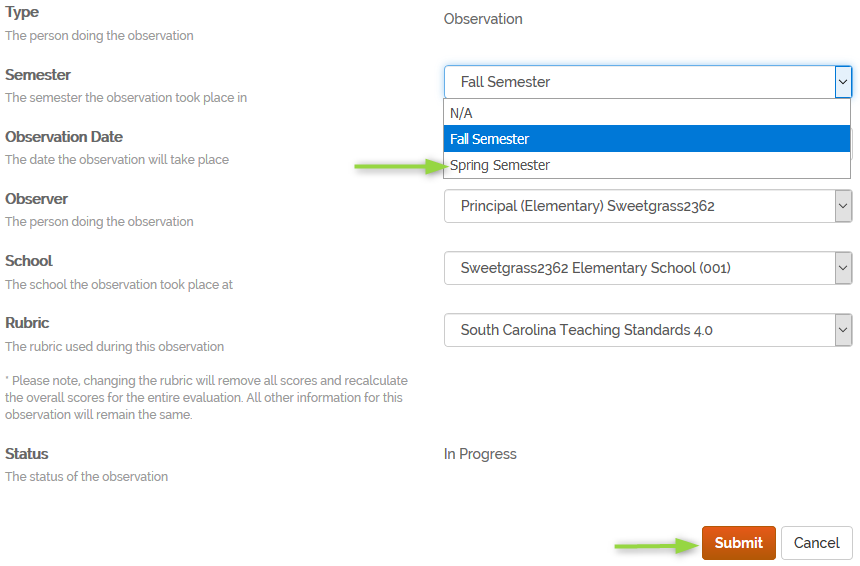 Type
Observation
The person doing the observation
Semester
Fall Semester
The semester the observation took place in
N/A
Observation Date
Fall Semester
The date the observation will take place
Spring Semester
Observer
Principal (Elementary) Sweetgrass2362
The person doing the observation
School
Sweetgrass2362 Elementary School (001)
The school the observation took place at
Rubric
South Carolina Teaching Standards 4.0
The rubric used during this observation
* Please note, changing the rubric will remove all scores and recalculate
the overall scores for the entire evaluation. All other information for this
observation will remain the same.
Status
In Progress
The status of the observation
Submit
Cancel